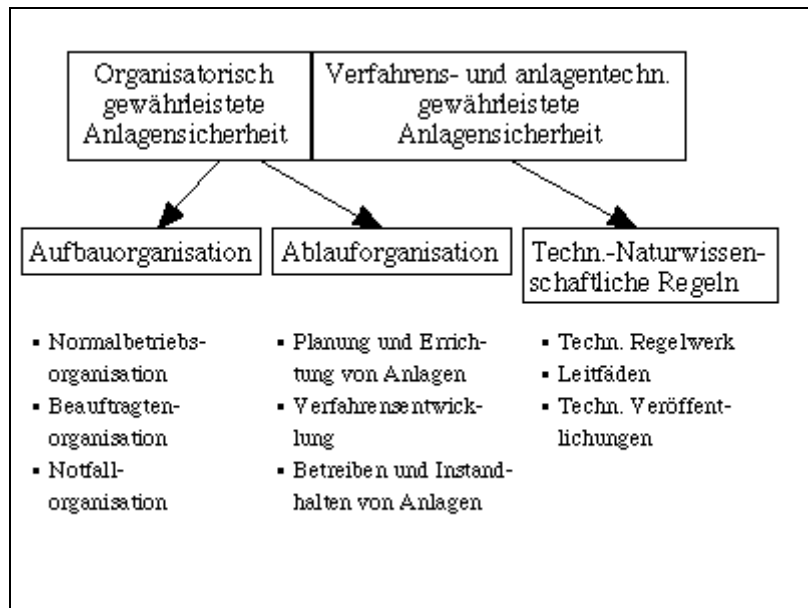 Organisatorisch
gewährleistete
Anlagensicherheit
Verfahrens- und anlagentechn.
gewährleistete
Anlagensicherheit
Aufbauorganisation
Ablauforganisation
Techn.-Naturwissen-
schaftliche Regeln
▪ Normalbetriebs-
organisation
▪ Beauftragten-
organisation
▪ Notfall-
organisation
▪ Planung und Errich-
tung von Anlagen
▪ Verfahrensentwick-
lung
▪ Betreiben und Instand-
halten von Anlagen
▪ Techn. Regelwerk
▪ Leitfäden
▪ Techn. Veröffent-
lichungen